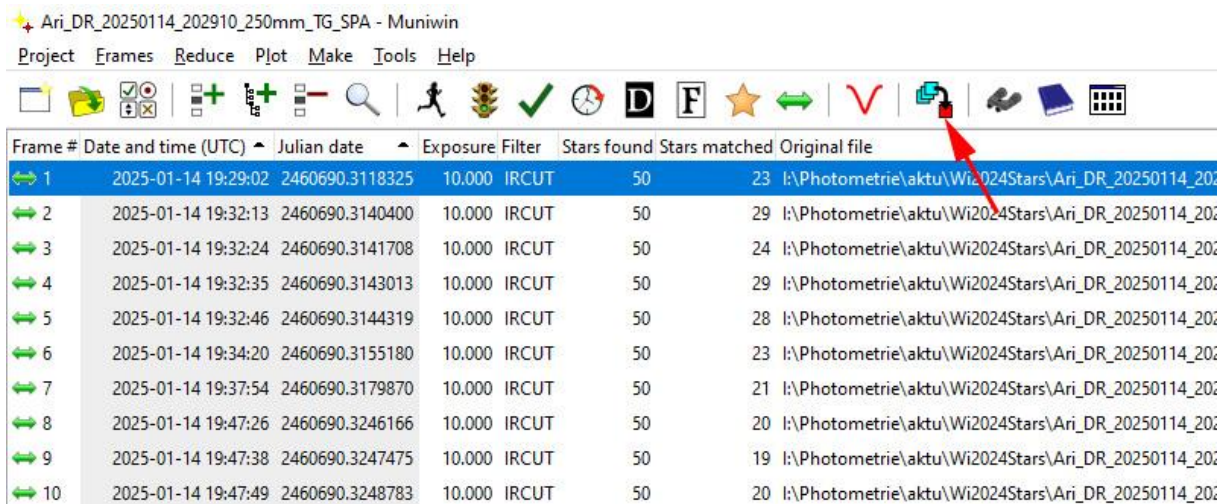 Ari_DR_20250114_202910_250mm_TG_SPA - Muniwin
Project Frames Reduce Plot Make Tools Help
D F
Frame # Date and time (UTC) Julian date Exposure Filter Stars found Stars matched Original file
1 2025-01-14 19:29:02 2460690.3118325 10.000 IRCUT 50 23 I:\Photometrie\aktu\Wi2024Stars\Ari_DR_20250114_202
2 2025-01-14 19:32:13 2460690.3140400 10.000 IRCUT 50 29 I:\Photometrie\aktu\Wi2024Stars\Ari_DR_20250114_202
3 2025-01-14 19:32:24 2460690.3141708 10.000 IRCUT 50 24 I:\Photometrie\aktu\Wi2024Stars\Ari_DR_20250114_202
4 2025-01-14 19:32:35 2460690.3143013 10.000 IRCUT 50 29 I:\Photometrie\aktu\Wi2024Stars\Ari_DR_20250114_202
5 2025-01-14 19:32:46 2460690.3144319 10.000 IRCUT 50 28 I:\Photometrie\aktu\Wi2024Stars\Ari_DR_20250114_202
6 2025-01-14 19:34:20 2460690.3155180 10.000 IRCUT 50 23 I:\Photometrie\aktu\Wi2024Stars\Ari_DR_20250114_202
7 2025-01-14 19:37:54 2460690.3179870 10.000 IRCUT 50 21 I:\Photometrie\aktu\Wi2024Stars\Ari_DR_20250114_202
8 2025-01-14 19:47:26 2460690.3246166 10.000 IRCUT 50 20 I:\Photometrie\aktu\Wi2024Stars\Ari_DR_20250114_202
9 2025-01-14 19:47:38 2460690.3247475 10.000 IRCUT 50 19 I:\Photometrie\aktu\Wi2024Stars\Ari_DR_20250114_202
10 2025-01-14 19:47:49 2460690.3248783 10.000 IRCUT 50 20 I:\Photometrie\aktu\Wi2024Stars\Ari_DR_20250114_202